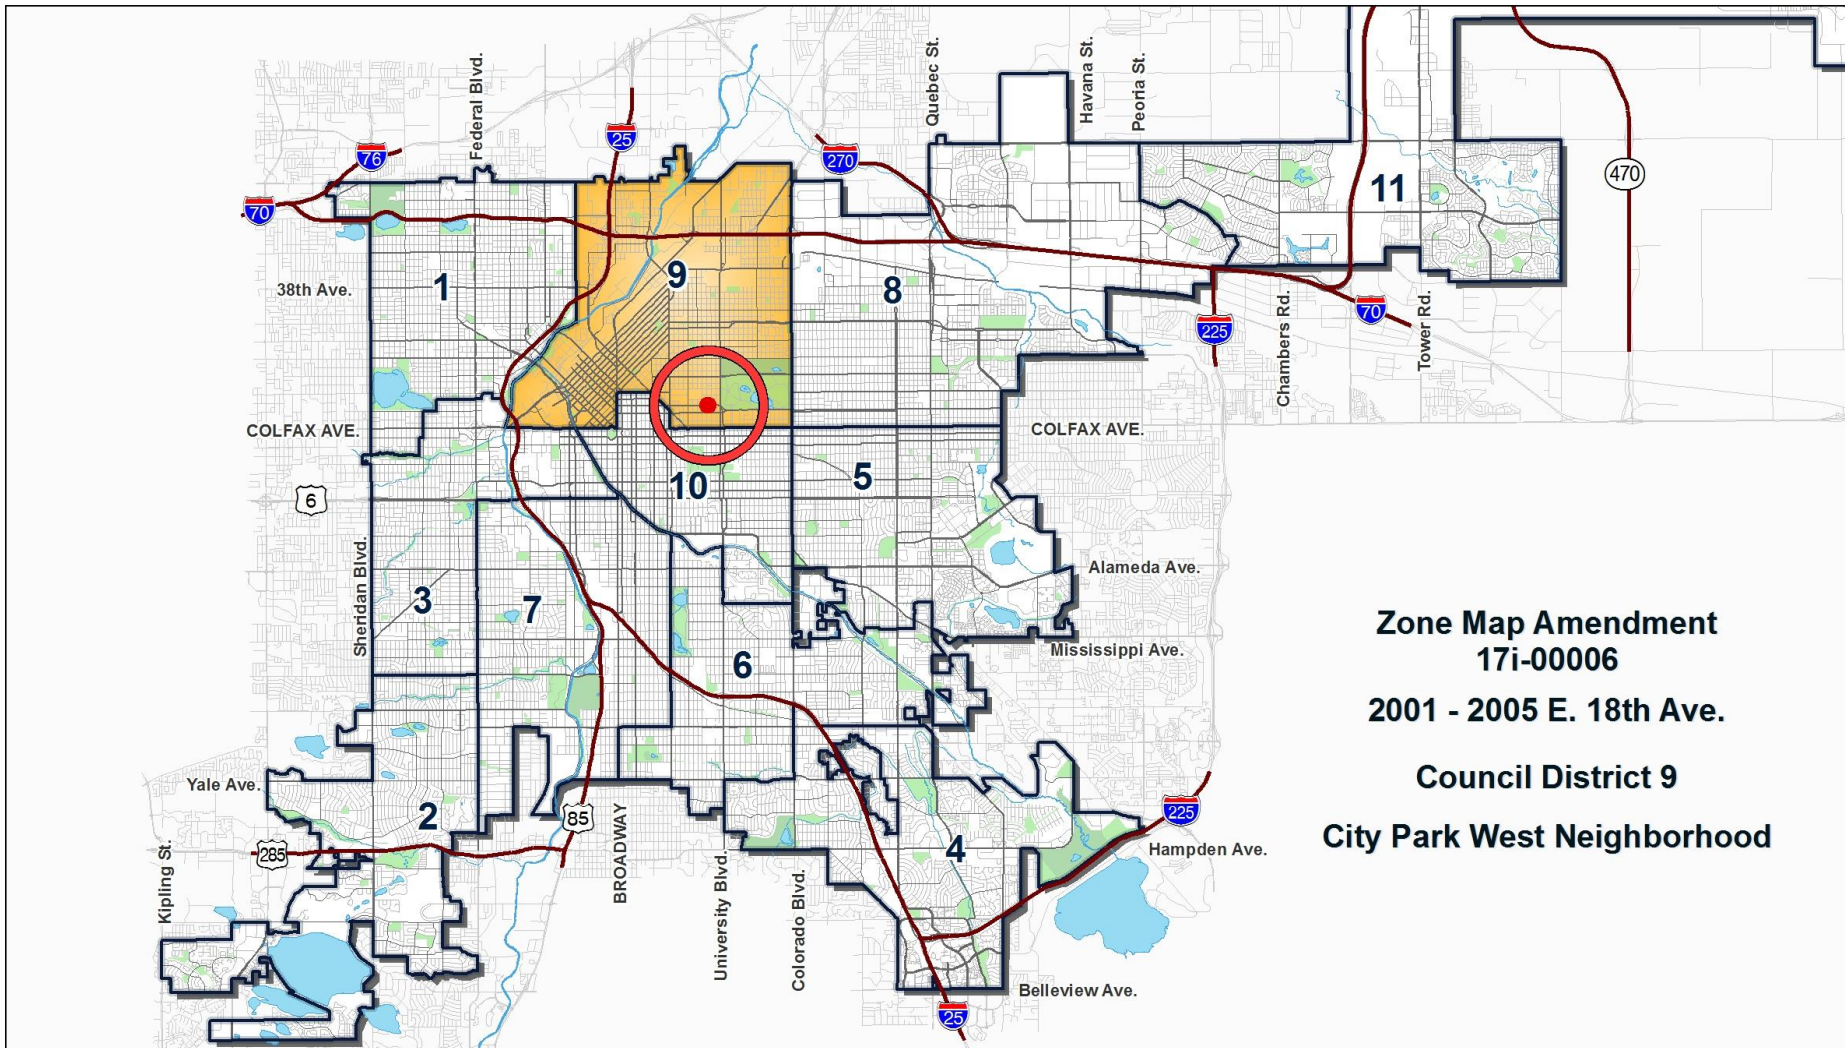 Federal Blvd.
Quebec St.
Havana St.
Peoria St.
25
76
270
70
470
11
9
1
8
38th Ave.
Chambers Rd.
70
Tower Rd.
225
COLFAX AVE.
COLFAX AVE.
10
5
6
Sheridan Blvd.
Alameda Ave.
3
7
Mississippi Ave.
6
Zone Map Amendment
17i-00006
2001 - 2005 E. 18th Ave.
Council District 9
City Park West Neighborhood
Yale Ave.
2
85
225
285
4
Hampden Ave.
Kipling St.
BROADWAY
University Blvd.
Colorado Blvd.
Belleview Ave.
25